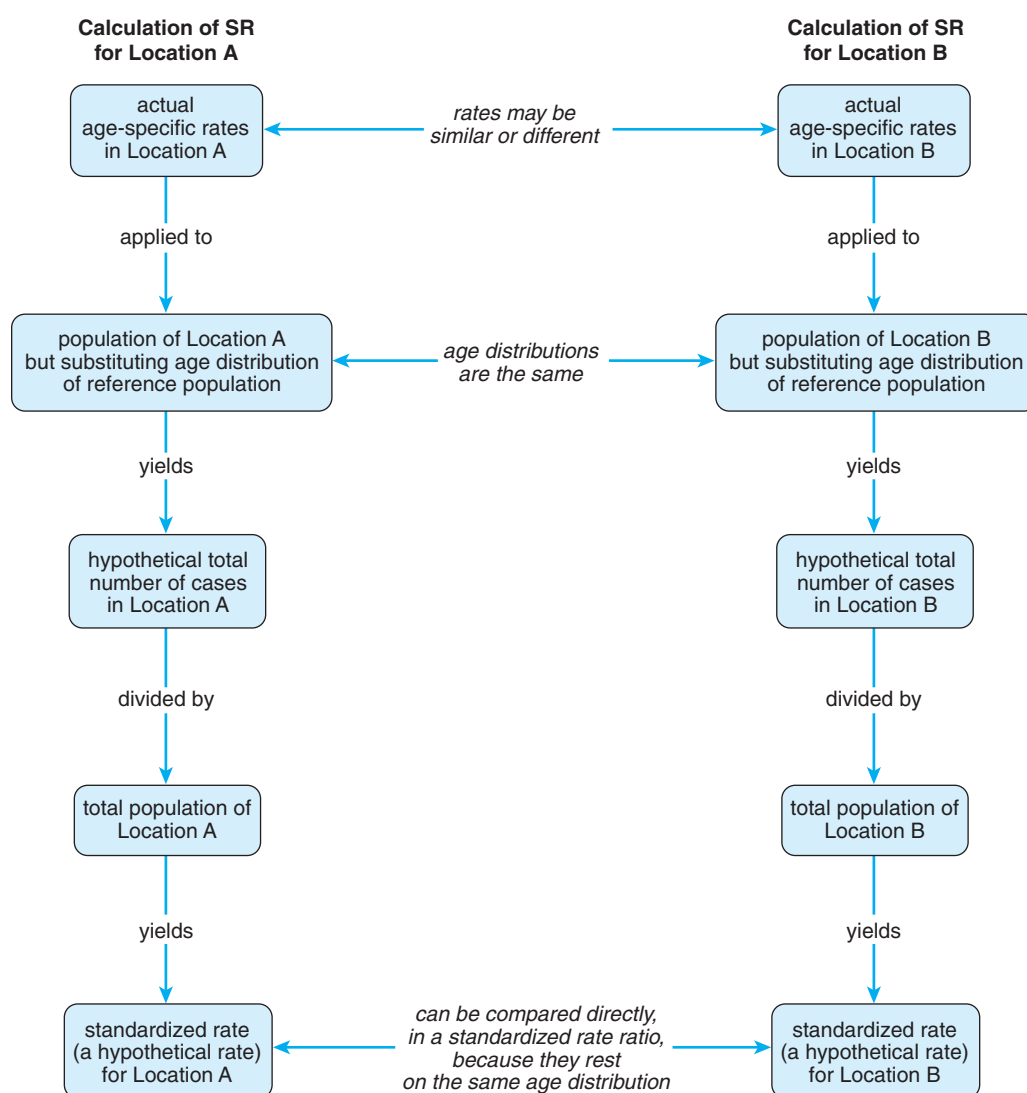 Calculation of SR
for Location A
Calculation of SR
for Location B
actual
age-specific rates
in Location A
rates may be
similar or different
actual
age-specific rates
in Location B
applied to
applied to
population of Location A
but substituting age distribution
of reference population
age distributions
are the same
population of Location B
but substituting age distribution
of reference population
yields
yields
hypothetical total
number of cases
in Location A
hypothetical total
number of cases
in Location B
divided by
divided by
total population of
Location A
total population of
Location B
yields
yields
standardized rate
(a hypothetical rate)
for Location A
can be compared directly,
in a standardized rate ratio,
because they rest
on the same age distribution
standardized rate
(a hypothetical rate)
for Location B